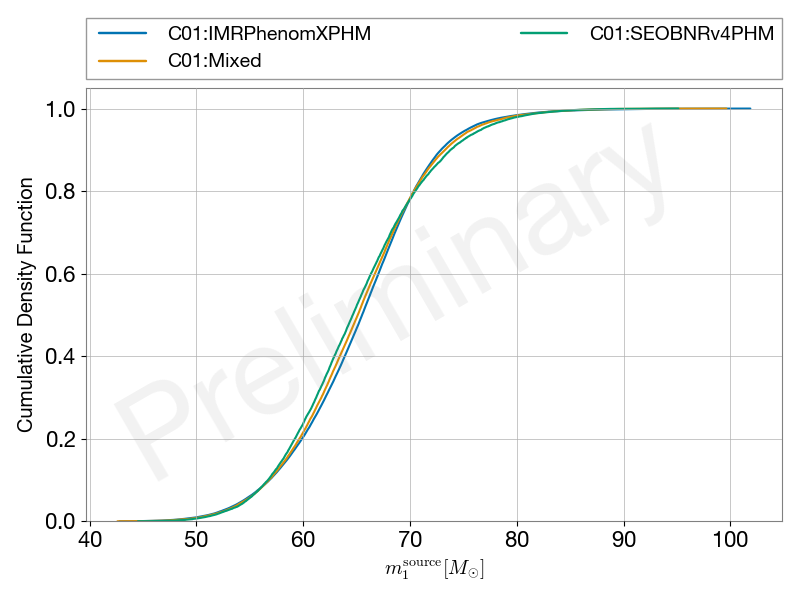 C01:IMRPhenomXPHM
C01:Mixed
C01:SEOBNRv4PHM
Preliminary
Cumulative Density Function
1.0
0.8
0.6
0.4
0.2
0.0
40 50 60 70 80 90 100
m₁^source [M⊙]